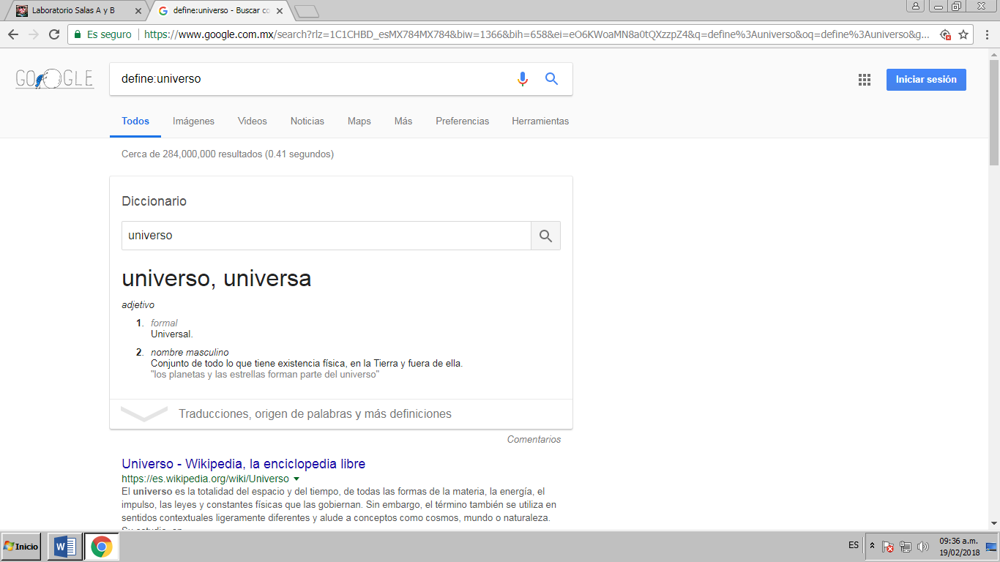 Laboratorio Salas A y B
define:universo - Buscar co
Es seguro
https://www.google.com.mx/search?rlz=1C1CHBD_esMX784MX784&biw=1366&bih=658&ei=eO6KWoaMN8a0tQXzzpZ4&q=define%3Auniverso&oq=define%3Auniverso&g...
GOOGLE
define:universo
Iniciar sesión
Todos Imágenes Videos Noticias Maps Más Preferencias Herramientas
Cerca de 284,000,000 resultados (0.41 segundos)
Diccionario
universo
universo, universa
adjetivo
1. formal
Universal.
2. nombre masculino
Conjunto de todo lo que tiene existencia física, en la Tierra y fuera de ella.
"los planetas y las estrellas forman parte del universo"
Traducciones, origen de palabras y más definiciones
Comentarios
Universo - Wikipedia, la enciclopedia libre
https://es.wikipedia.org/wiki/Universo
El universo es la totalidad del espacio y del tiempo, de todas las formas de la materia, la energía, el
impulso, las leyes y constantes físicas que las gobiernan. Sin embargo, el término también se utiliza en
sentidos contextuales ligeramente diferentes y alude a conceptos como cosmos, mundo o naturaleza.
Su estudio, en
Inicio
ES
09:36 a.m.
19/02/2018